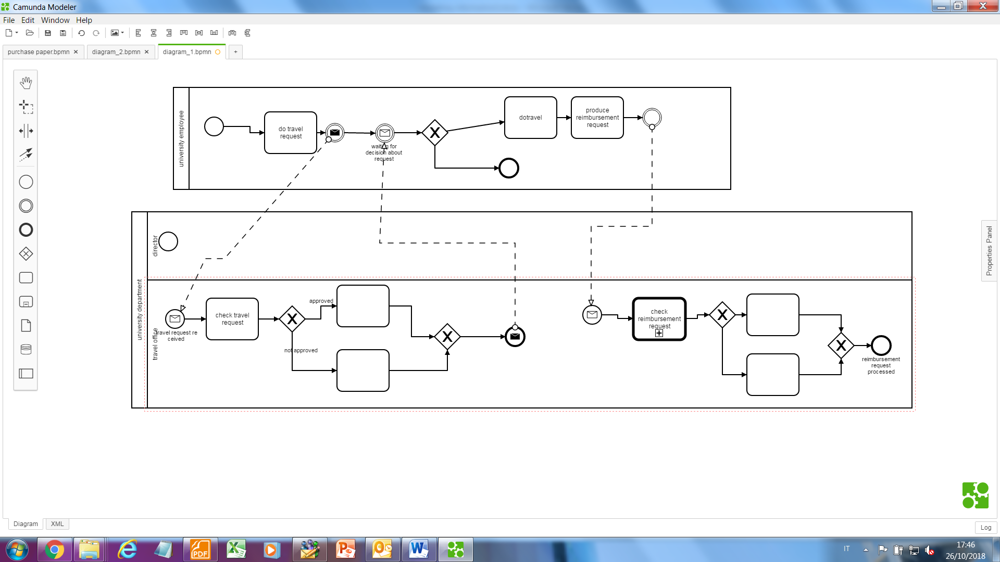 Camunda Modeler
File Edit Window Help
purchase paper.bpmn
diagram_2.bpmn
diagram_1.bpmn
+
university employee
do travel
request
waiting for
decision about
request
dotravel
produce
reimbursement
request
Properties Panel
university department
director
travel office
travel request re
ceived
check travel
request
approved
not approved
check
reimbursement
request
reimbursement
request
processed
Diagram
XML
Log
PDF
IT
17:46
26/10/2018